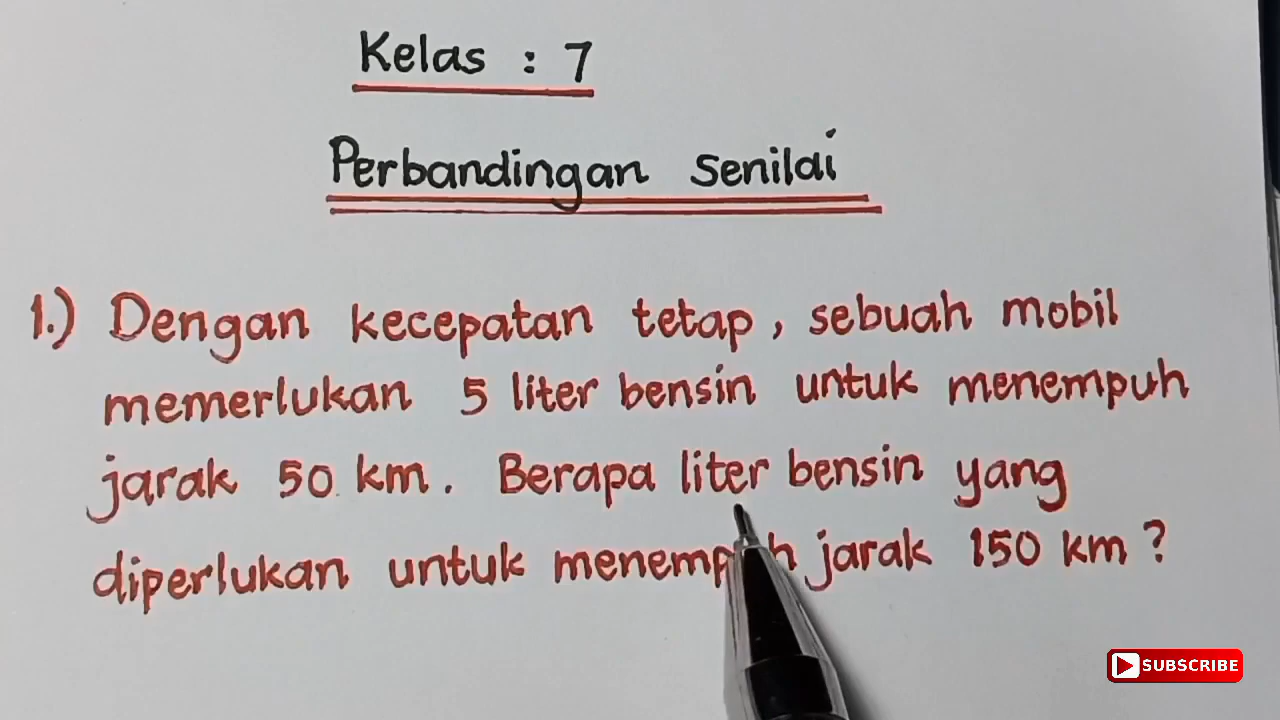 Kelas : 7
Perbandingan Senilai
1.) Dengan kecepatan tetap, sebuah mobil
memerlukan 5 liter bensin untuk menempuh
jarak 50 km. Berapa liter bensin yang
diperlukan untuk menempuh jarak 150 km ?
SUBSCRIBE